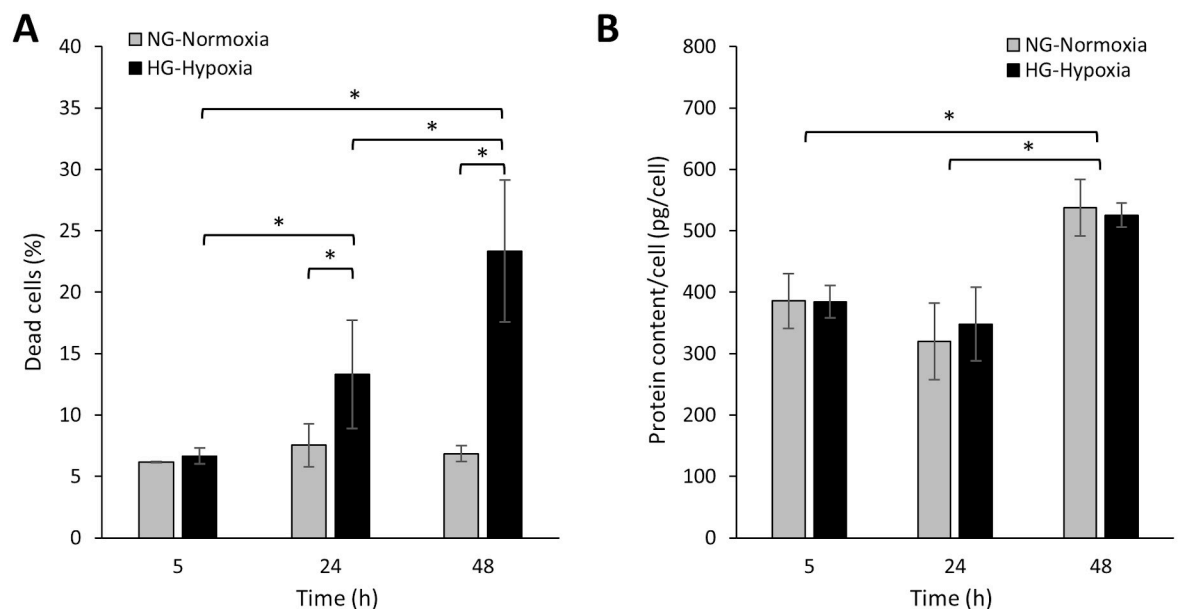 A
NG-Normoxia
HG-Hypoxia
Dead cells (%)
40
35
30
25
20
15
10
5
0
*
*
*
*
*
5 24 48
Time (h)
B
NG-Normoxia
HG-Hypoxia
Protein content/cell (pg/cell)
800
700
600
500
400
300
200
100
0
*
*
5 24 48
Time (h)